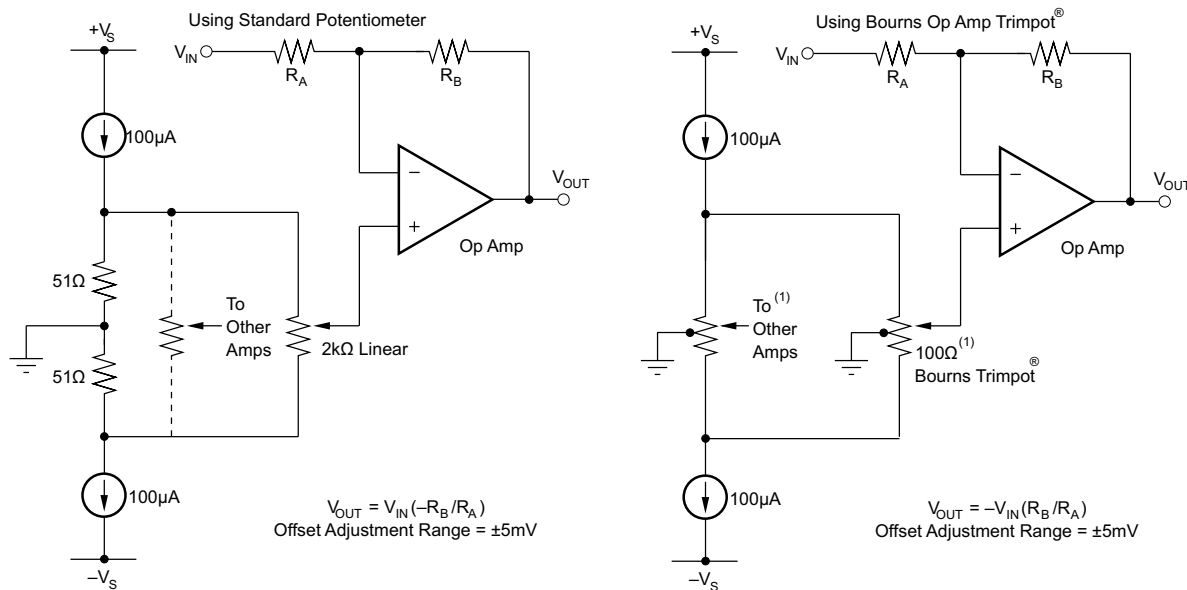 Using Standard Potentiometer
+VS
VIN
RA
RB
100µA
−
+
VOUT
Op Amp
51Ω
51Ω
To
Other
Amps
2kΩ Linear
100µA
−VS
VOUT = VIN(−RB/RA)
Offset Adjustment Range = ±5mV
Using Bourns Op Amp Trimpot®
+VS
VIN
RA
RB
100µA
−
+
VOUT
Op Amp
To (1)
Other
Amps
100Ω(1)
Bourns Trimpot®
100µA
−VS
VOUT = −VIN(RB/RA)
Offset Adjustment Range = ±5mV